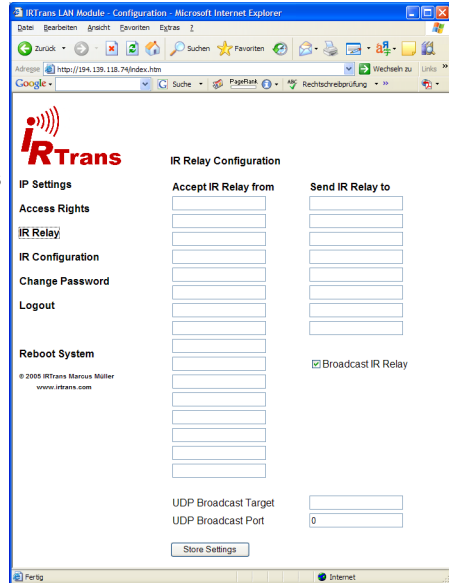 IRTrans LAN Module - Configuration - Microsoft Internet Explorer
Datei Bearbeiten Ansicht Favoriten Extras ?
Zurück Suchen Favoriten
Adresse http://194.139.118.74/index.htm Wechseln zu Links »
Google Suche PageRank ABC Rechtschreibprüfung »
IRTrans
IR Relay Configuration
IP Settings
Access Rights
IR Relay
IR Configuration
Change Password
Logout
Reboot System
© 2005 IRTrans Marcus Müller
www.irtrans.com
Accept IR Relay from Send IR Relay to
Broadcast IR Relay
UDP Broadcast Target
UDP Broadcast Port 0
Store Settings
Fertig Internet